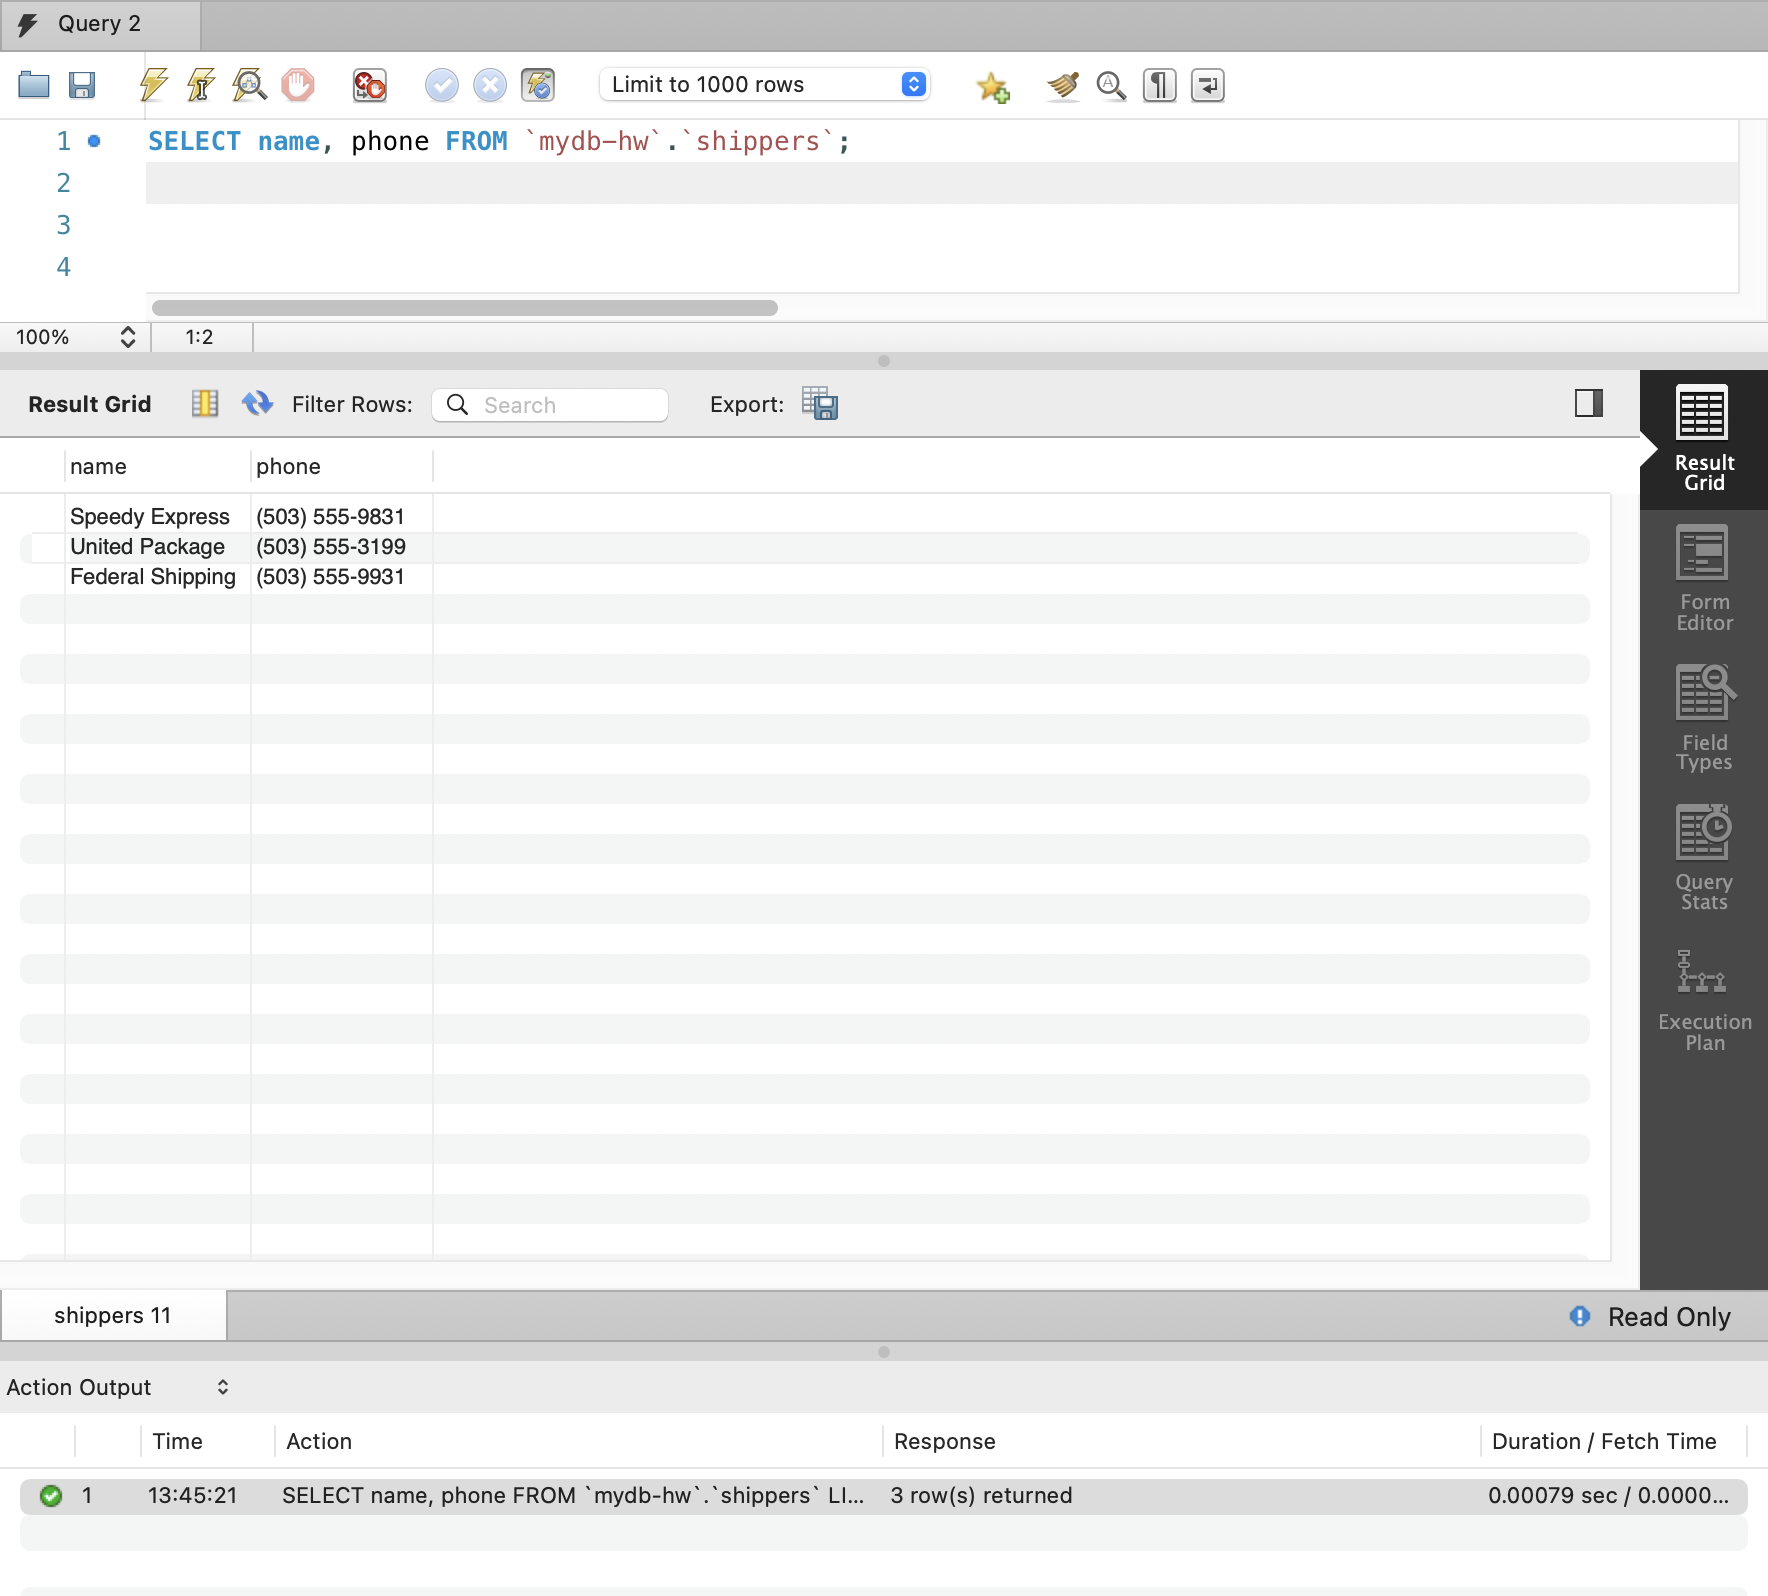 Query 2
Limit to 1000 rows
1 SELECT name, phone FROM `mydb-hw`.`shippers`;
2
3
4
100% 1:2
Result Grid Filter Rows: Search Export:
name phone
Speedy Express (503) 555-9831
United Package (503) 555-3199
Federal Shipping (503) 555-9931
Result
Grid
Form
Editor
Field
Types
Query
Stats
Execution
Plan
shippers 11 Read Only
Action Output
Time Action Response Duration / Fetch Time
1 13:45:21 SELECT name, phone FROM `mydb-hw`.`shippers` LI... 3 row(s) returned 0.00079 sec / 0.0000...